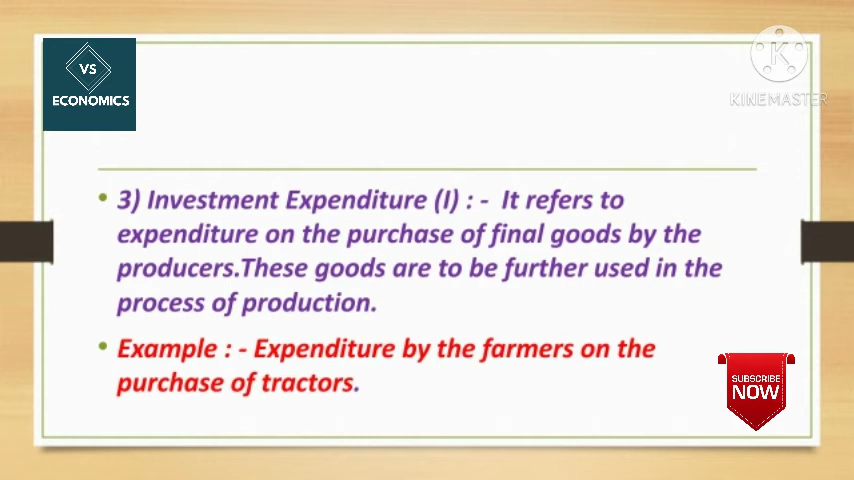 VS
ECONOMICS
K
KINEMASTER
• 3) Investment Expenditure (I) : - It refers to
expenditure on the purchase of final goods by the
producers.These goods are to be further used in the
process of production.
• Example : - Expenditure by the farmers on the
purchase of tractors.
SUBSCRIBE
NOW